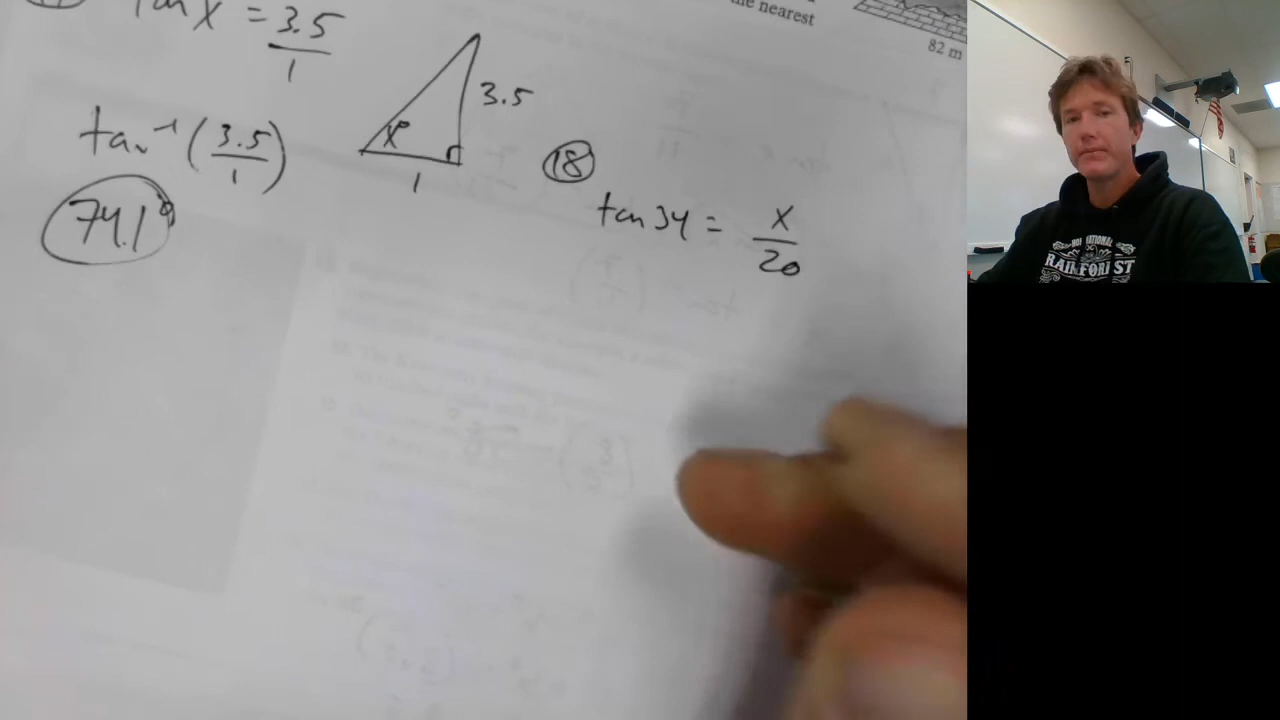 tan x = 3.5
1
the nearest
82 m
3.5
x°
1
tan⁻¹ (3.5/1)
74.1°
18
tan 34 = x/20
NATIONAL
RAINFOREST